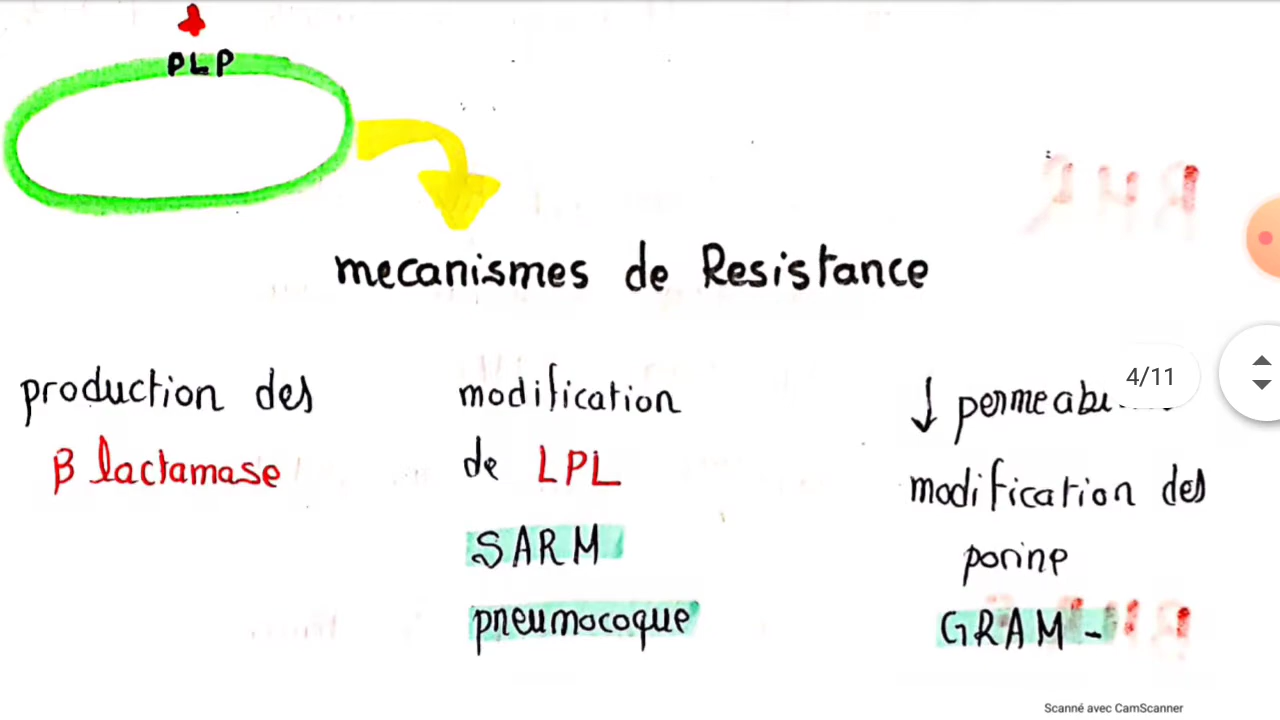 PLP
mecanismes de Resistance
production des
β lactamase
modification
de LPL
SARM
pneumocoque
↓
modification des
porine
GRAM -
4/11
Scanné avec CamScanner